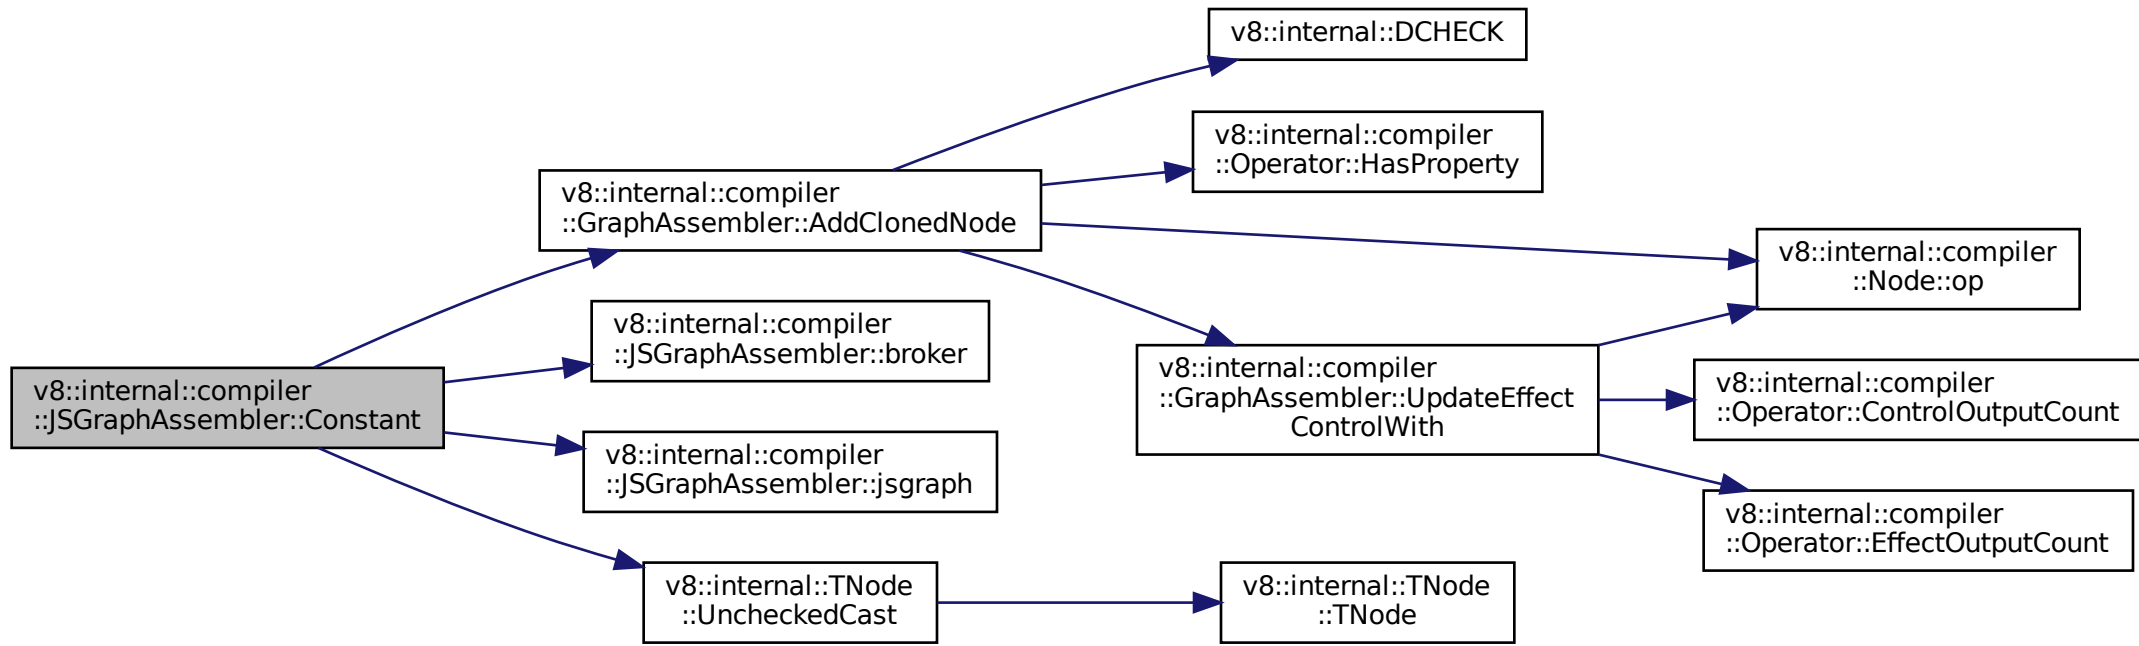 v8::internal::compiler
::JSGraphAssembler::Constant
v8::internal::compiler
::GraphAssembler::AddClonedNode
v8::internal::compiler
::JSGraphAssembler::broker
v8::internal::compiler
::JSGraphAssembler::jsgraph
v8::internal::TNode
::UncheckedCast
v8::internal::DCHECK
v8::internal::compiler
::Operator::HasProperty
v8::internal::compiler
::GraphAssembler::UpdateEffect
ControlWith
v8::internal::TNode
::TNode
v8::internal::compiler
::Node::op
v8::internal::compiler
::Operator::ControlOutputCount
v8::internal::compiler
::Operator::EffectOutputCount